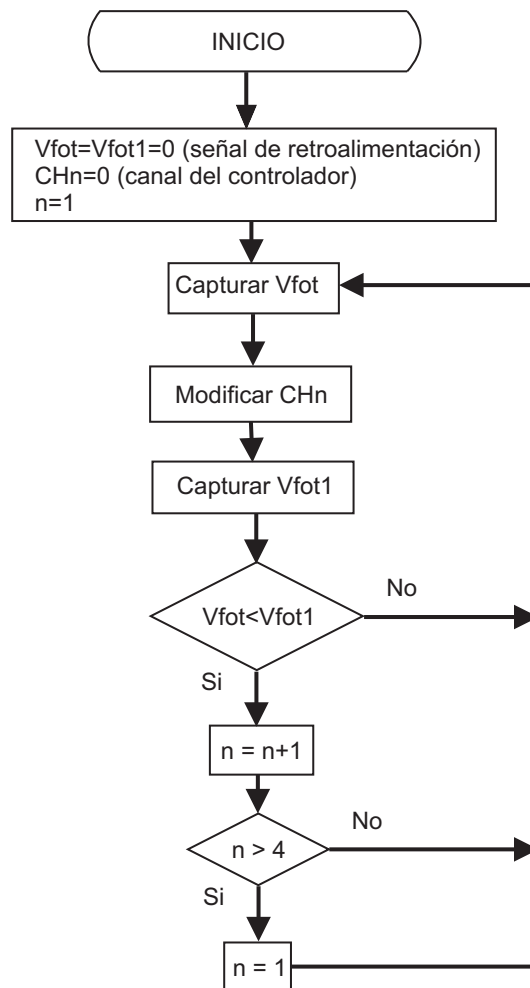 INICIO
Vfot=Vfot1=0 (señal de retroalimentación)
CHn=0 (canal del controlador)
n=1
Capturar Vfot
Modificar CHn
Capturar Vfot1
Vfot<Vfot1
No
Si
n = n+1
n > 4
No
Si
n = 1